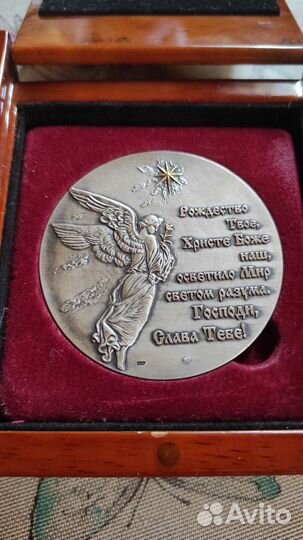 Рождество
Твое,
Христе Боже
наш,
осветило Мир
светом разума.
Господи,
Слава Тебе!
Avito